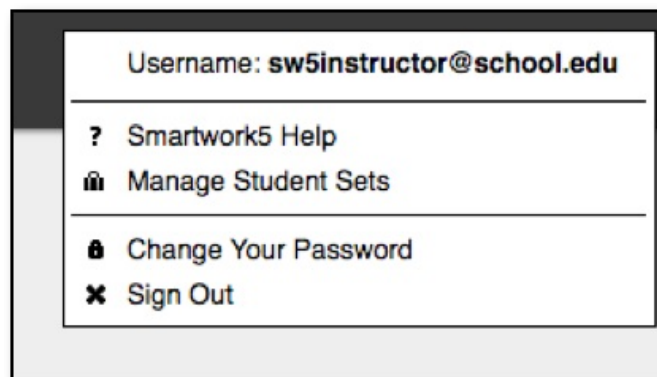 Username: sw5instructor@school.edu
? Smartwork5 Help
Manage Student Sets
Change Your Password
Sign Out